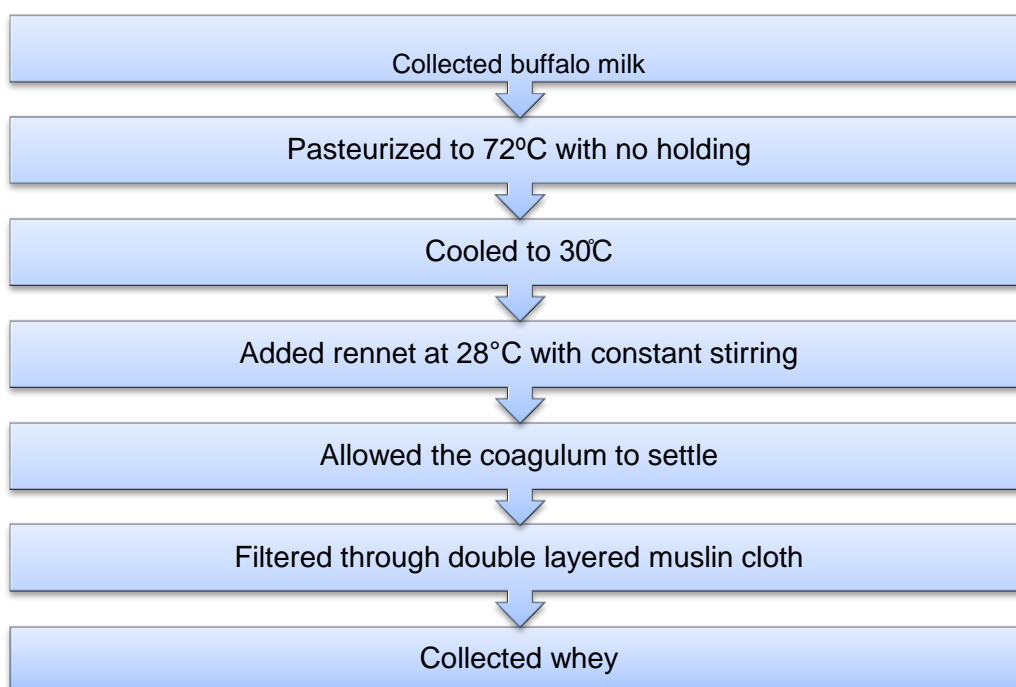 Collected buffalo milk
Pasteurized to 72ºC with no holding
Cooled to 30℃
Added rennet at 28°C with constant stirring
Allowed the coagulum to settle
Filtered through double layered muslin cloth
Collected whey